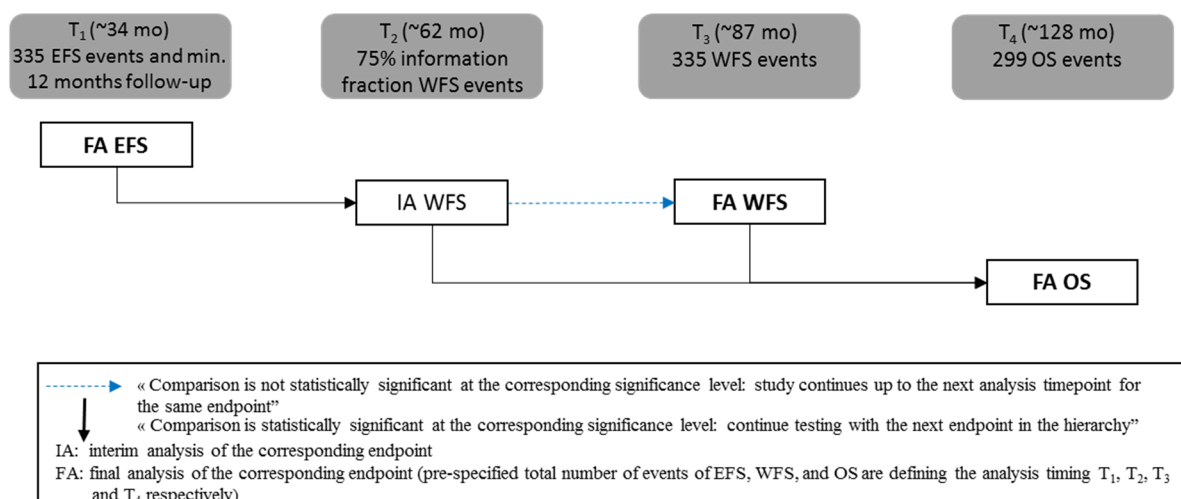 T1 (~34 mo)
335 EFS events and min.
12 months follow-up
T2 (~62 mo)
75% information
fraction WFS events
T3 (~87 mo)
335 WFS events
T4 (~128 mo)
299 OS events
FA EFS
IA WFS
FA WFS
FA OS
« Comparison is not statistically significant at the corresponding significance level: study continues up to the next analysis timepoint for
the same endpoint”
« Comparison is statistically significant at the corresponding significance level: continue testing with the next endpoint in the hierarchy”
IA: interim analysis of the corresponding endpoint
FA: final analysis of the corresponding endpoint (pre-specified total number of events of EFS, WFS, and OS are defining the analysis timing T1, T2, T3
and T4 respectively)